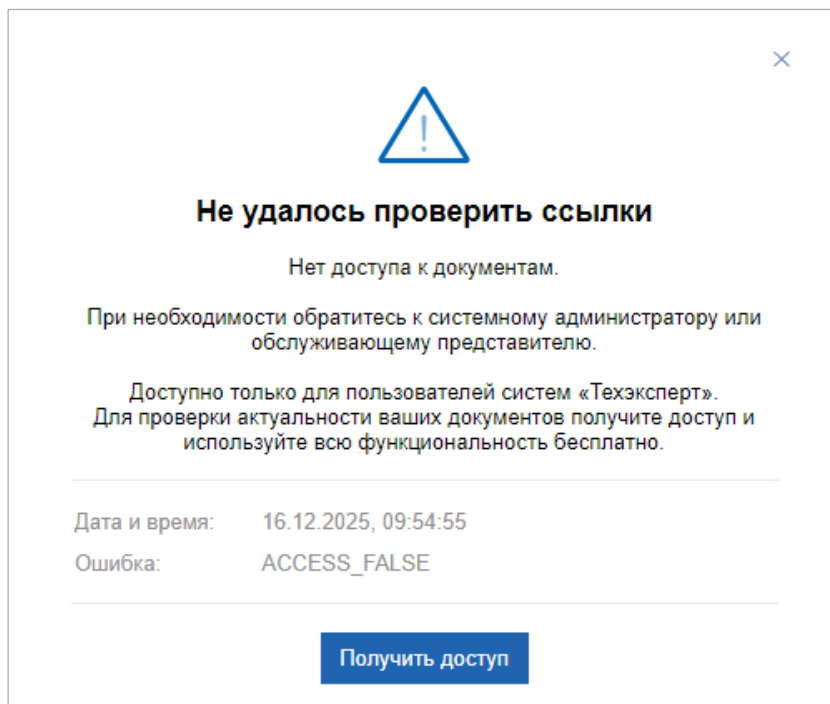 Не удалось проверить ссылки
Нет доступа к документам.
При необходимости обратитесь к системному администратору или
обслуживающему представителю.
Доступно только для пользователей систем «Техэксперт».
Для проверки актуальности ваших документов получите доступ и
используйте всю функциональность бесплатно.
Дата и время: 16.12.2025, 09:54:55
Ошибка: ACCESS_FALSE
Получить доступ